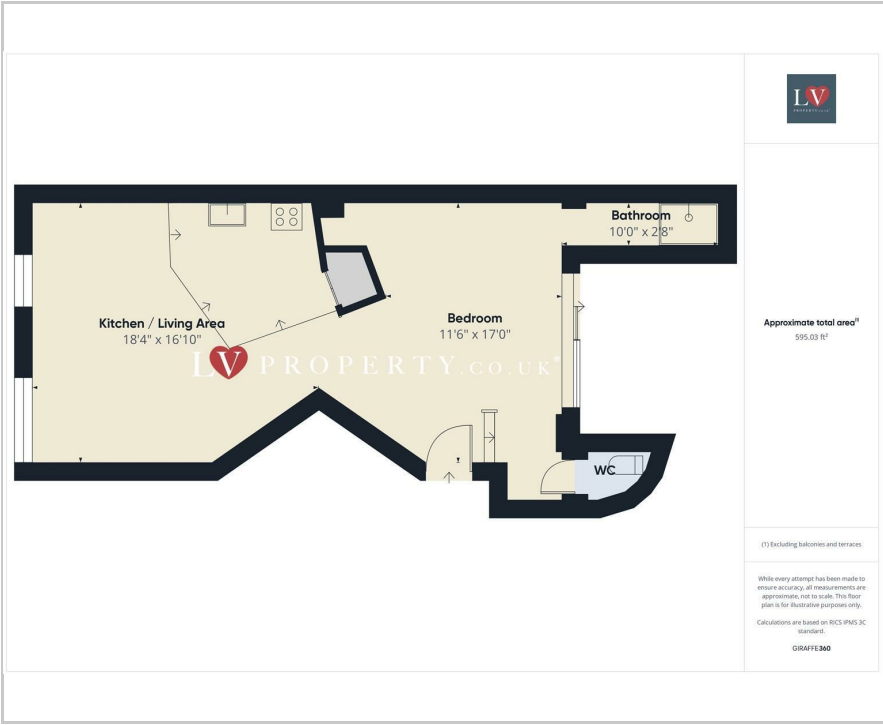 LV
PROPERTY.CO.UK
Bathroom
10'0" x 2'8"
Kitchen / Living Area
18'4" x 16'10"
Bedroom
11'6" x 17'0"
LV PROPERTY.CO.UK®
WC
Approximate total area⁽¹⁾
595.03 ft²
(1) Excluding balconies and terraces
While every attempt has been made to
ensure accuracy, all measurements are
approximate, not to scale. This floor
plan is for illustrative purposes only.
Calculations are based on RICS IPMS 3C
standard.
GIRAFFE360